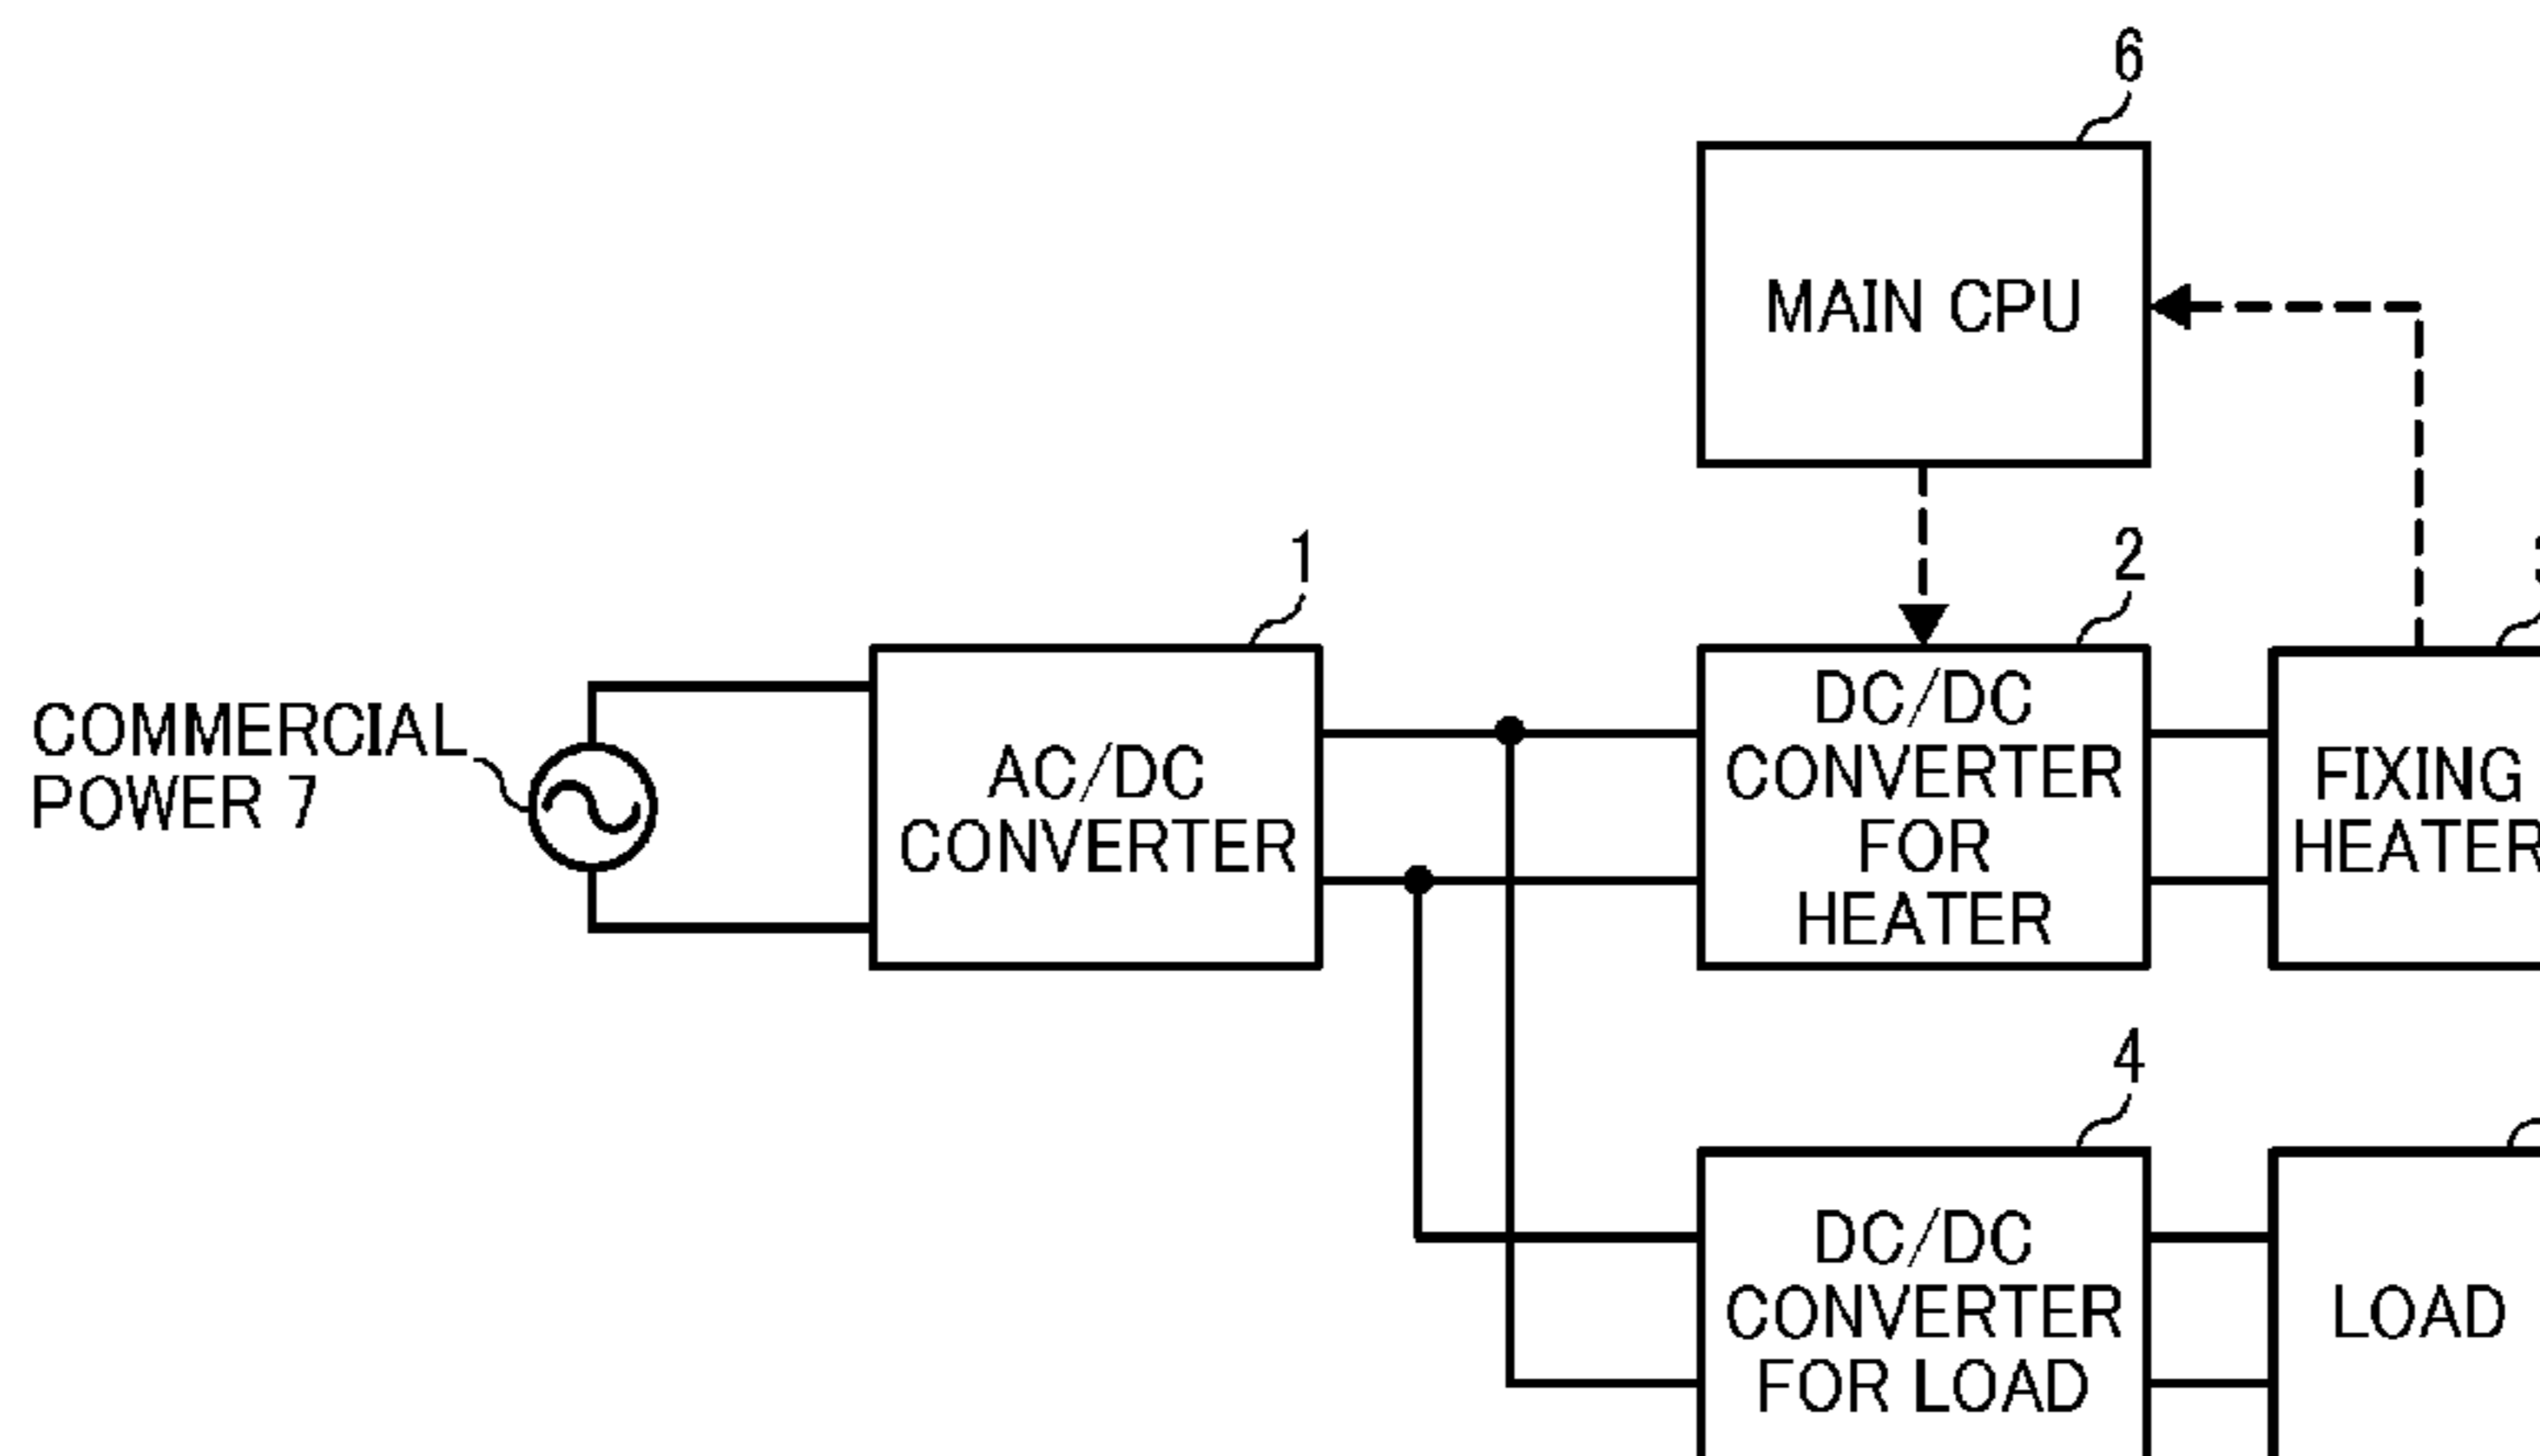 6
MAIN CPU
1
2
COMMERCIAL
POWER 7
AC/DC
CONVERTER
DC/DC
CONVERTER
FOR
HEATER
FIXING
HEATER
4
DC/DC
CONVERTER
FOR LOAD
LOAD